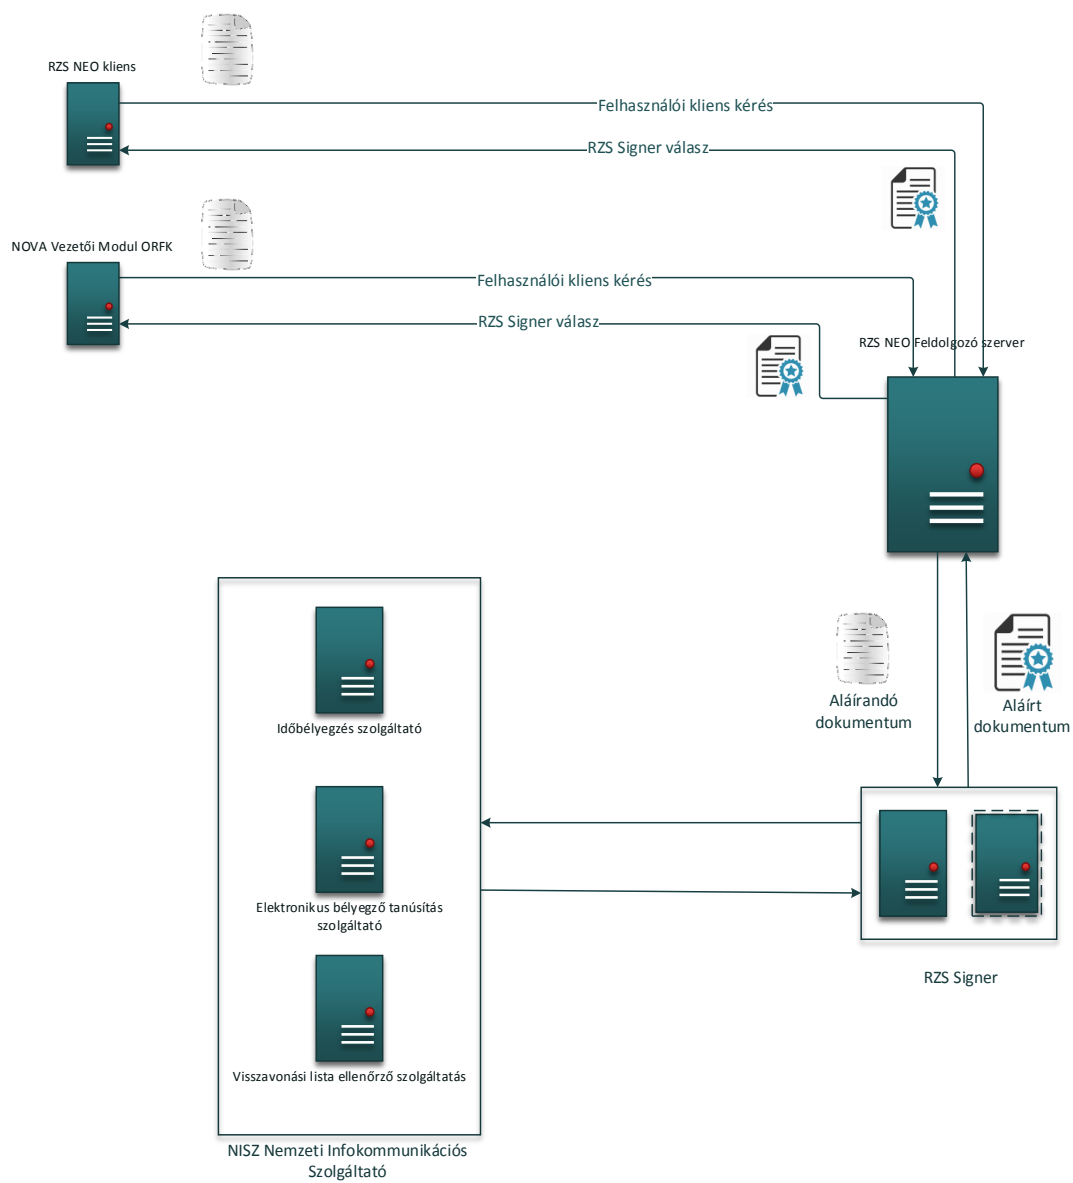 RZS NEO kliens
Felhasználói kliens kérés
RZS Signer válasz
NOVA Vezetői Modul ORFK
Felhasználói kliens kérés
RZS Signer válasz
RZS NEO Feldolgozó szerver
Aláírandó
dokumentum
Aláírt
dokumentum
Időbélyegzés szolgáltató
Elektronikus bélyegző tanúsítás
szolgáltató
Visszavonási lista ellenőrző szolgáltatás
RZS Signer
NISZ Nemzeti Infokommunikációs
Szolgáltató